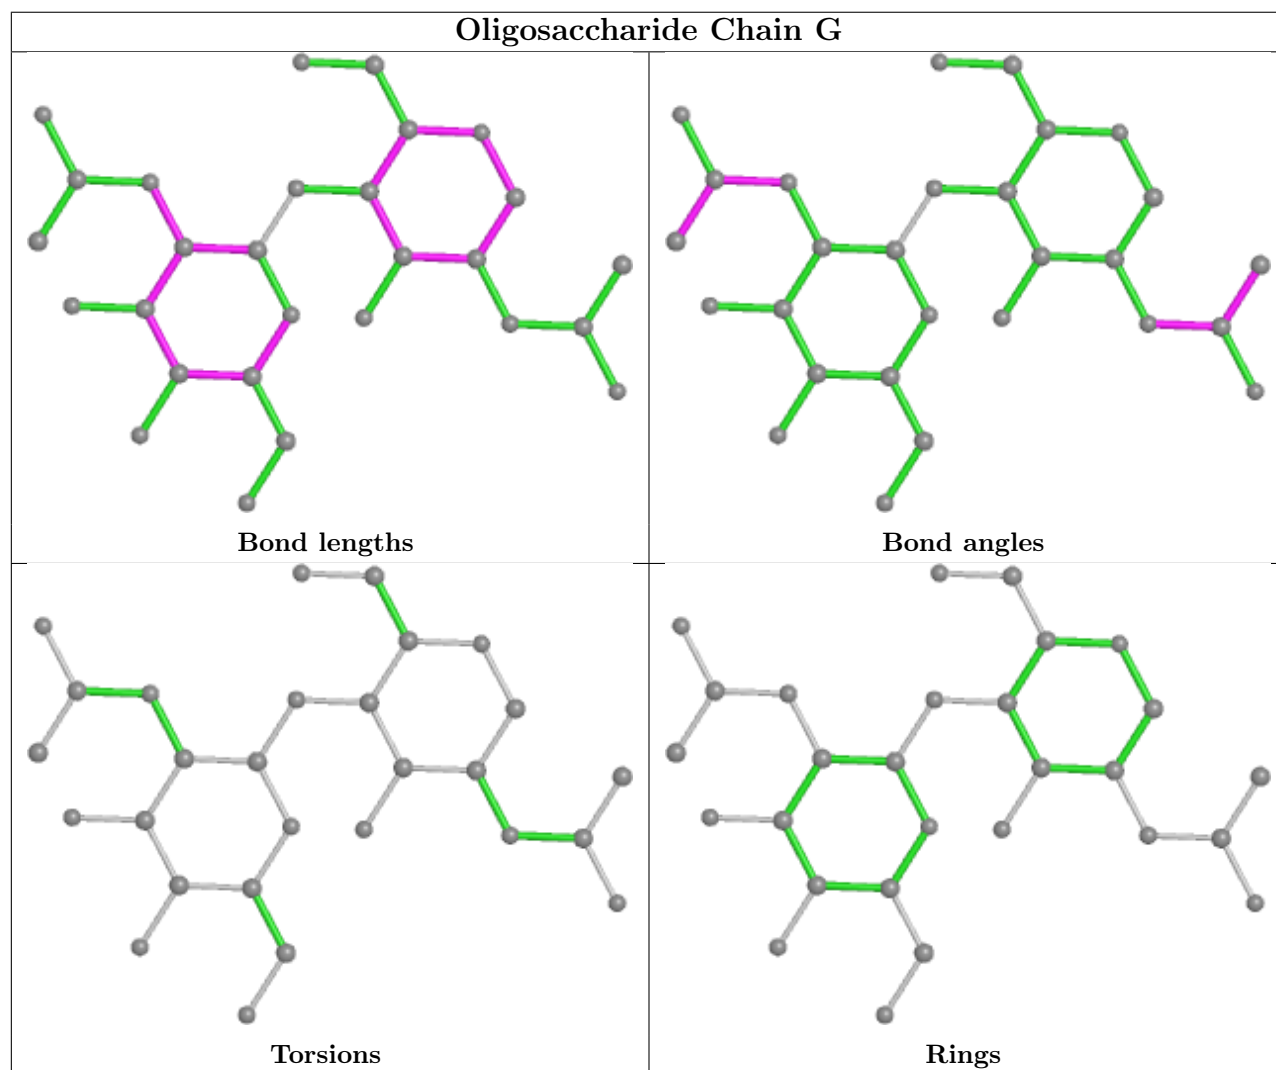 Oligosaccharide Chain G
Bond lengths
Bond angles
Torsions
Rings